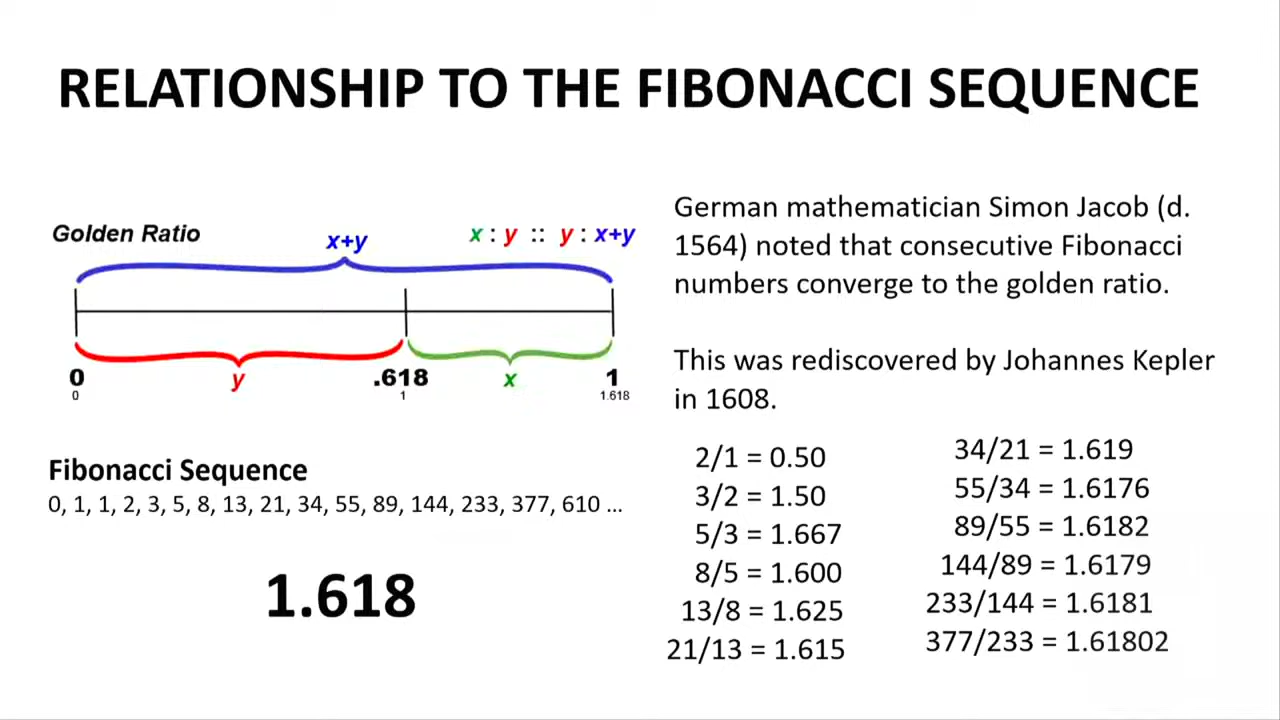 RELATIONSHIP TO THE FIBONACCI SEQUENCE
Golden Ratio
x+y
x : y :: y : x+y
0
y
.618
x
1
0
1
1.618
Fibonacci Sequence
0, 1, 1, 2, 3, 5, 8, 13, 21, 34, 55, 89, 144, 233, 377, 610 ...
1.618
German mathematician Simon Jacob (d.
1564) noted that consecutive Fibonacci
numbers converge to the golden ratio.
This was rediscovered by Johannes Kepler
in 1608.
2/1 = 0.50
3/2 = 1.50
5/3 = 1.667
8/5 = 1.600
13/8 = 1.625
21/13 = 1.615
34/21 = 1.619
55/34 = 1.6176
89/55 = 1.6182
144/89 = 1.6179
233/144 = 1.6181
377/233 = 1.61802